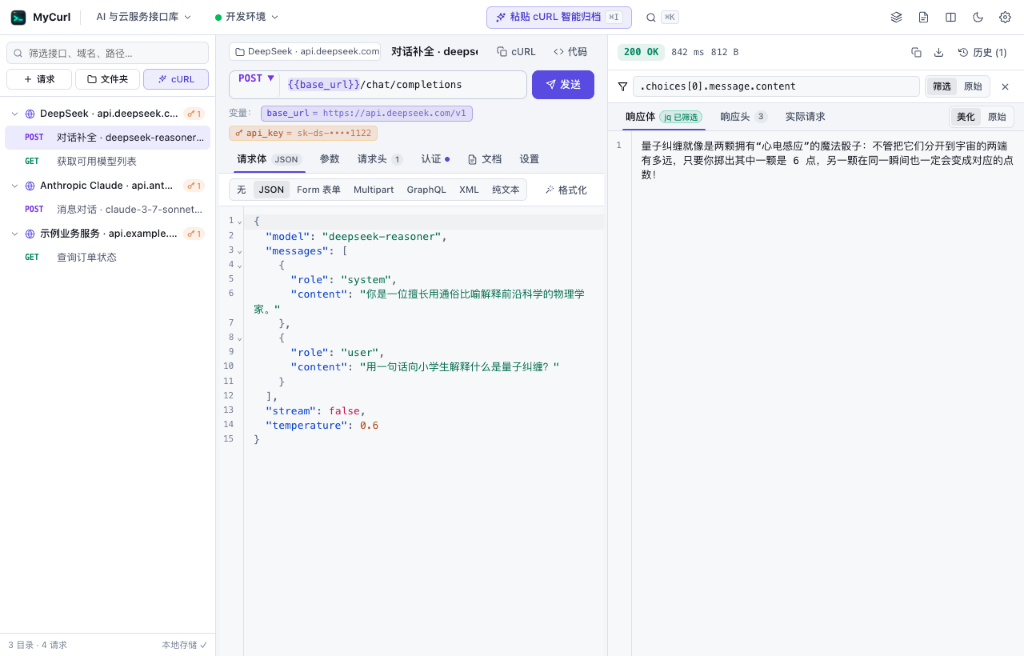 MyCurl
AI 与云服务接口库
开发环境
粘贴 cURL 智能归档 ⌘I
⌘K
筛选接口、域名、路径...
+ 请求
文件夹
cURL
DeepSeek · api.deepseek.c... 1
POST 对话补全 · deepseek-reasoner...
GET 获取可用模型列表
Anthropic Claude · api.ant... 1
POST 消息对话 · claude-3-7-sonnet...
示例业务服务 · api.example.... 1
GET 查询订单状态
3 目录 · 4 请求
本地存储 ✓
DeepSeek · api.deepseek.com
对话补全 · deeps
cURL
<> 代码
POST ▼ {{base_url}}/chat/completions
发送
变量: base_url = https://api.deepseek.com/v1
api_key = sk-ds-••••1122
请求体 JSON 参数 请求头 1 认证 • 文档 设置
无 JSON Form 表单 Multipart GraphQL XML 纯文本 格式化
1 {
2 "model": "deepseek-reasoner",
3 "messages": [
4 {
5 "role": "system",
6 "content": "你是一位擅长用通俗比喻解释前沿科学的物理学
家。"
7 },
8 {
9 "role": "user",
10 "content": "用一句话向小学生解释什么是量子纠缠？"
11 }
12 ],
13 "stream": false,
14 "temperature": 0.6
15 }
200 OK 842 ms 812 B
历史 (1)
.choices[0].message.content
筛选 原始
响应体 jq 已筛选 响应头 3 实际请求
美化 原始
1 量子纠缠就像是两颗拥有“心电感应”的魔法骰子：不管把它们分开到宇宙的两端
有多远，只要你掷出其中一颗是 6 点，另一颗在同一瞬间也一定会变成对应的点
数！